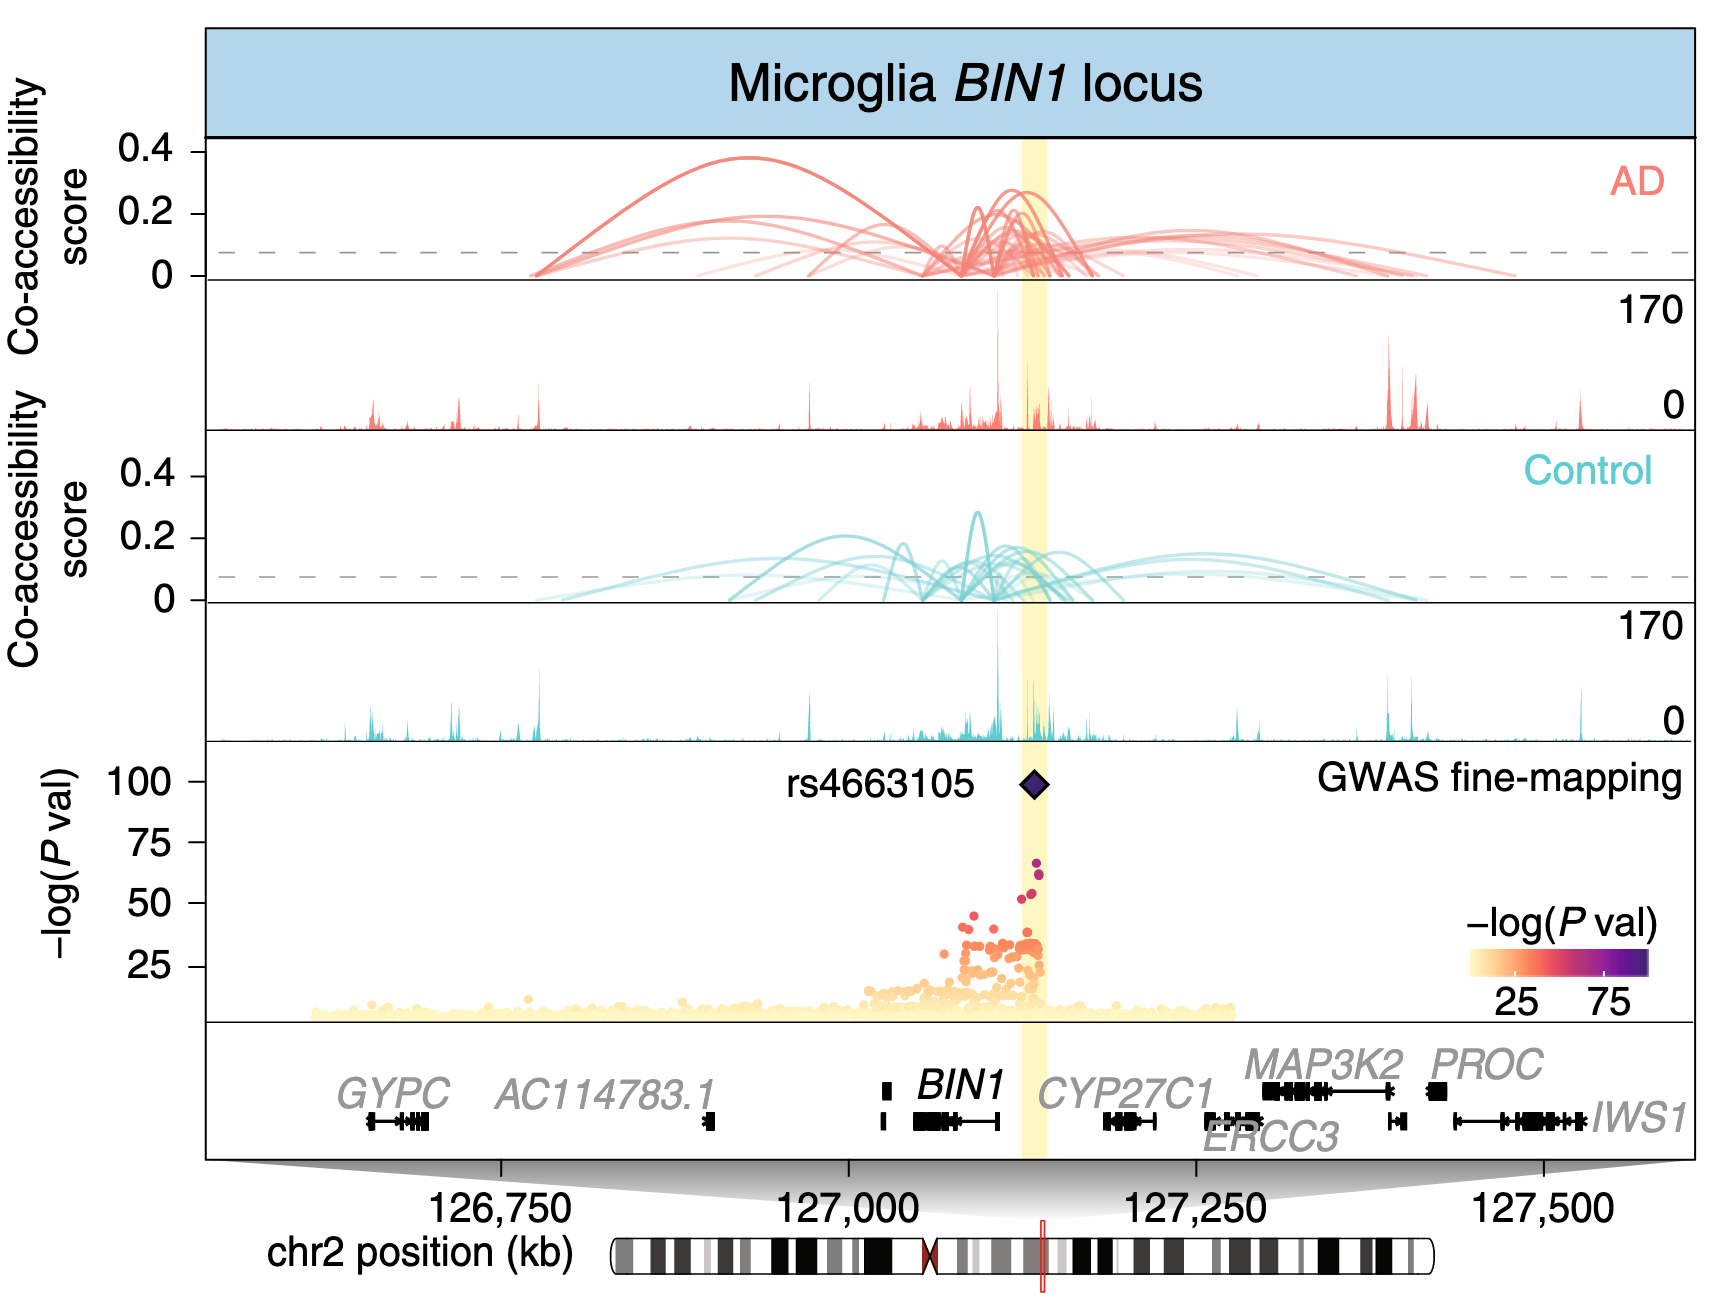 Microglia BIN1 locus
Co-accessibility
score
0.4
0.2
0
AD
170
0
Co-accessibility
score
0.4
0.2
0
Control
170
0
–log(P val)
100
75
50
25
rs4663105
GWAS fine-mapping
–log(P val)
25 75
GYPC AC114783.1 BIN1 CYP27C1 MAP3K2 PROC
ERCC3 IWS1
126,750 127,000 127,250 127,500
chr2 position (kb)